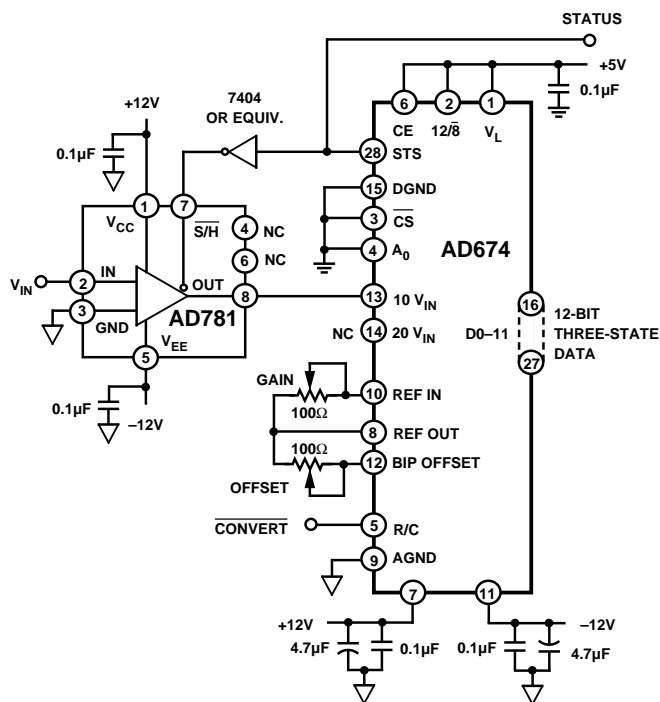 STATUS
+5V
0.1µF
+12V
7404
OR EQUIV.
6
2
1
CE
12/8̅
V_L
0.1µF
28
STS
15
DGND
1
7
V_CC
S̅/H̅
4
NC
3
C̅S̅
6
NC
4
A0
AD674
V_IN
2
IN
OUT
8
13
10 V_IN
3
GND
AD781
NC
14
20 V_IN
16
D0–11
12-BIT
THREE-STATE
DATA
27
V_EE
5
0.1µF
–12V
GAIN
100Ω
10
REF IN
8
REF OUT
100Ω
12
BIP OFFSET
OFFSET
C̅O̅N̅V̅E̅R̅T̅
5
R/C
9
AGND
7
11
+12V
4.7µF
0.1µF
0.1µF
–12V
4.7µF